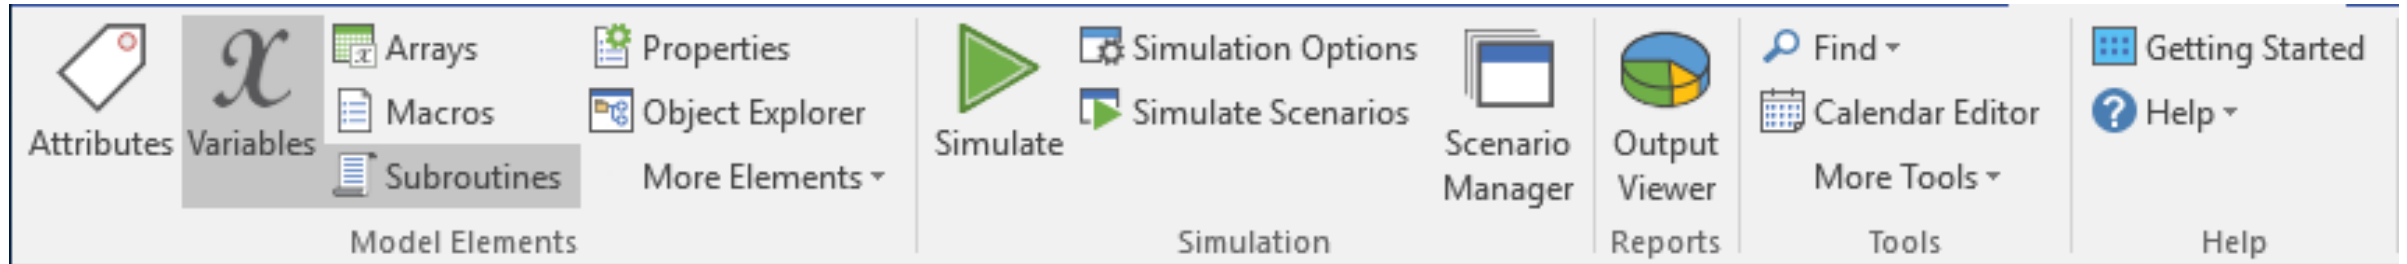 Attributes
Variables
Arrays
Macros
Subroutines
Properties
Object Explorer
More Elements
Model Elements
Simulate
Simulation Options
Simulate Scenarios
Scenario
Manager
Simulation
Output
Viewer
Reports
Find
Calendar Editor
More Tools
Tools
Getting Started
Help
Help